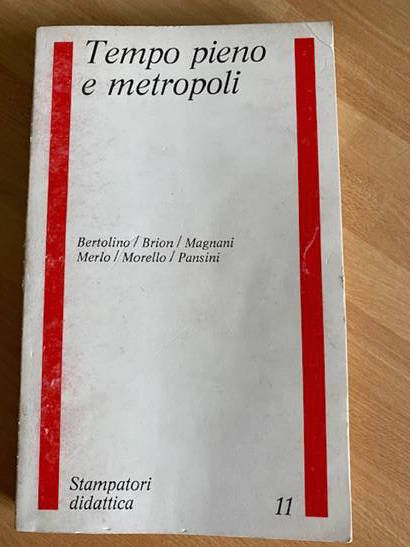 Tempo pieno
e metropoli
Bertolino / Brion / Magnani
Merlo / Morello / Pansini
Stampatori
didattica
11